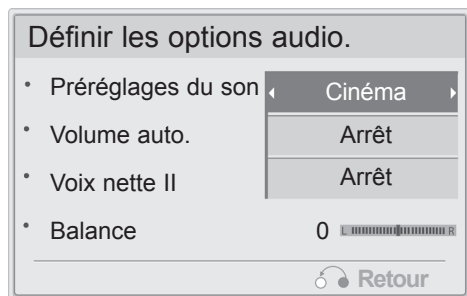 Définir les options audio.
• Préréglages du son Cinéma
• Volume auto. Arrêt
• Voix nette II Arrêt
• Balance 0 L R
Retour